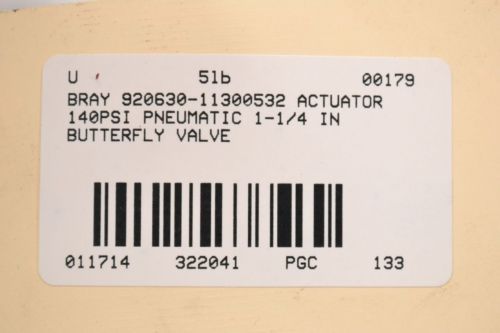 U 5lb 00179
BRAY 920630-11300532 ACTUATOR
140PSI PNEUMATIC 1-1/4 IN
BUTTERFLY VALVE
011714 322041 PGC 133